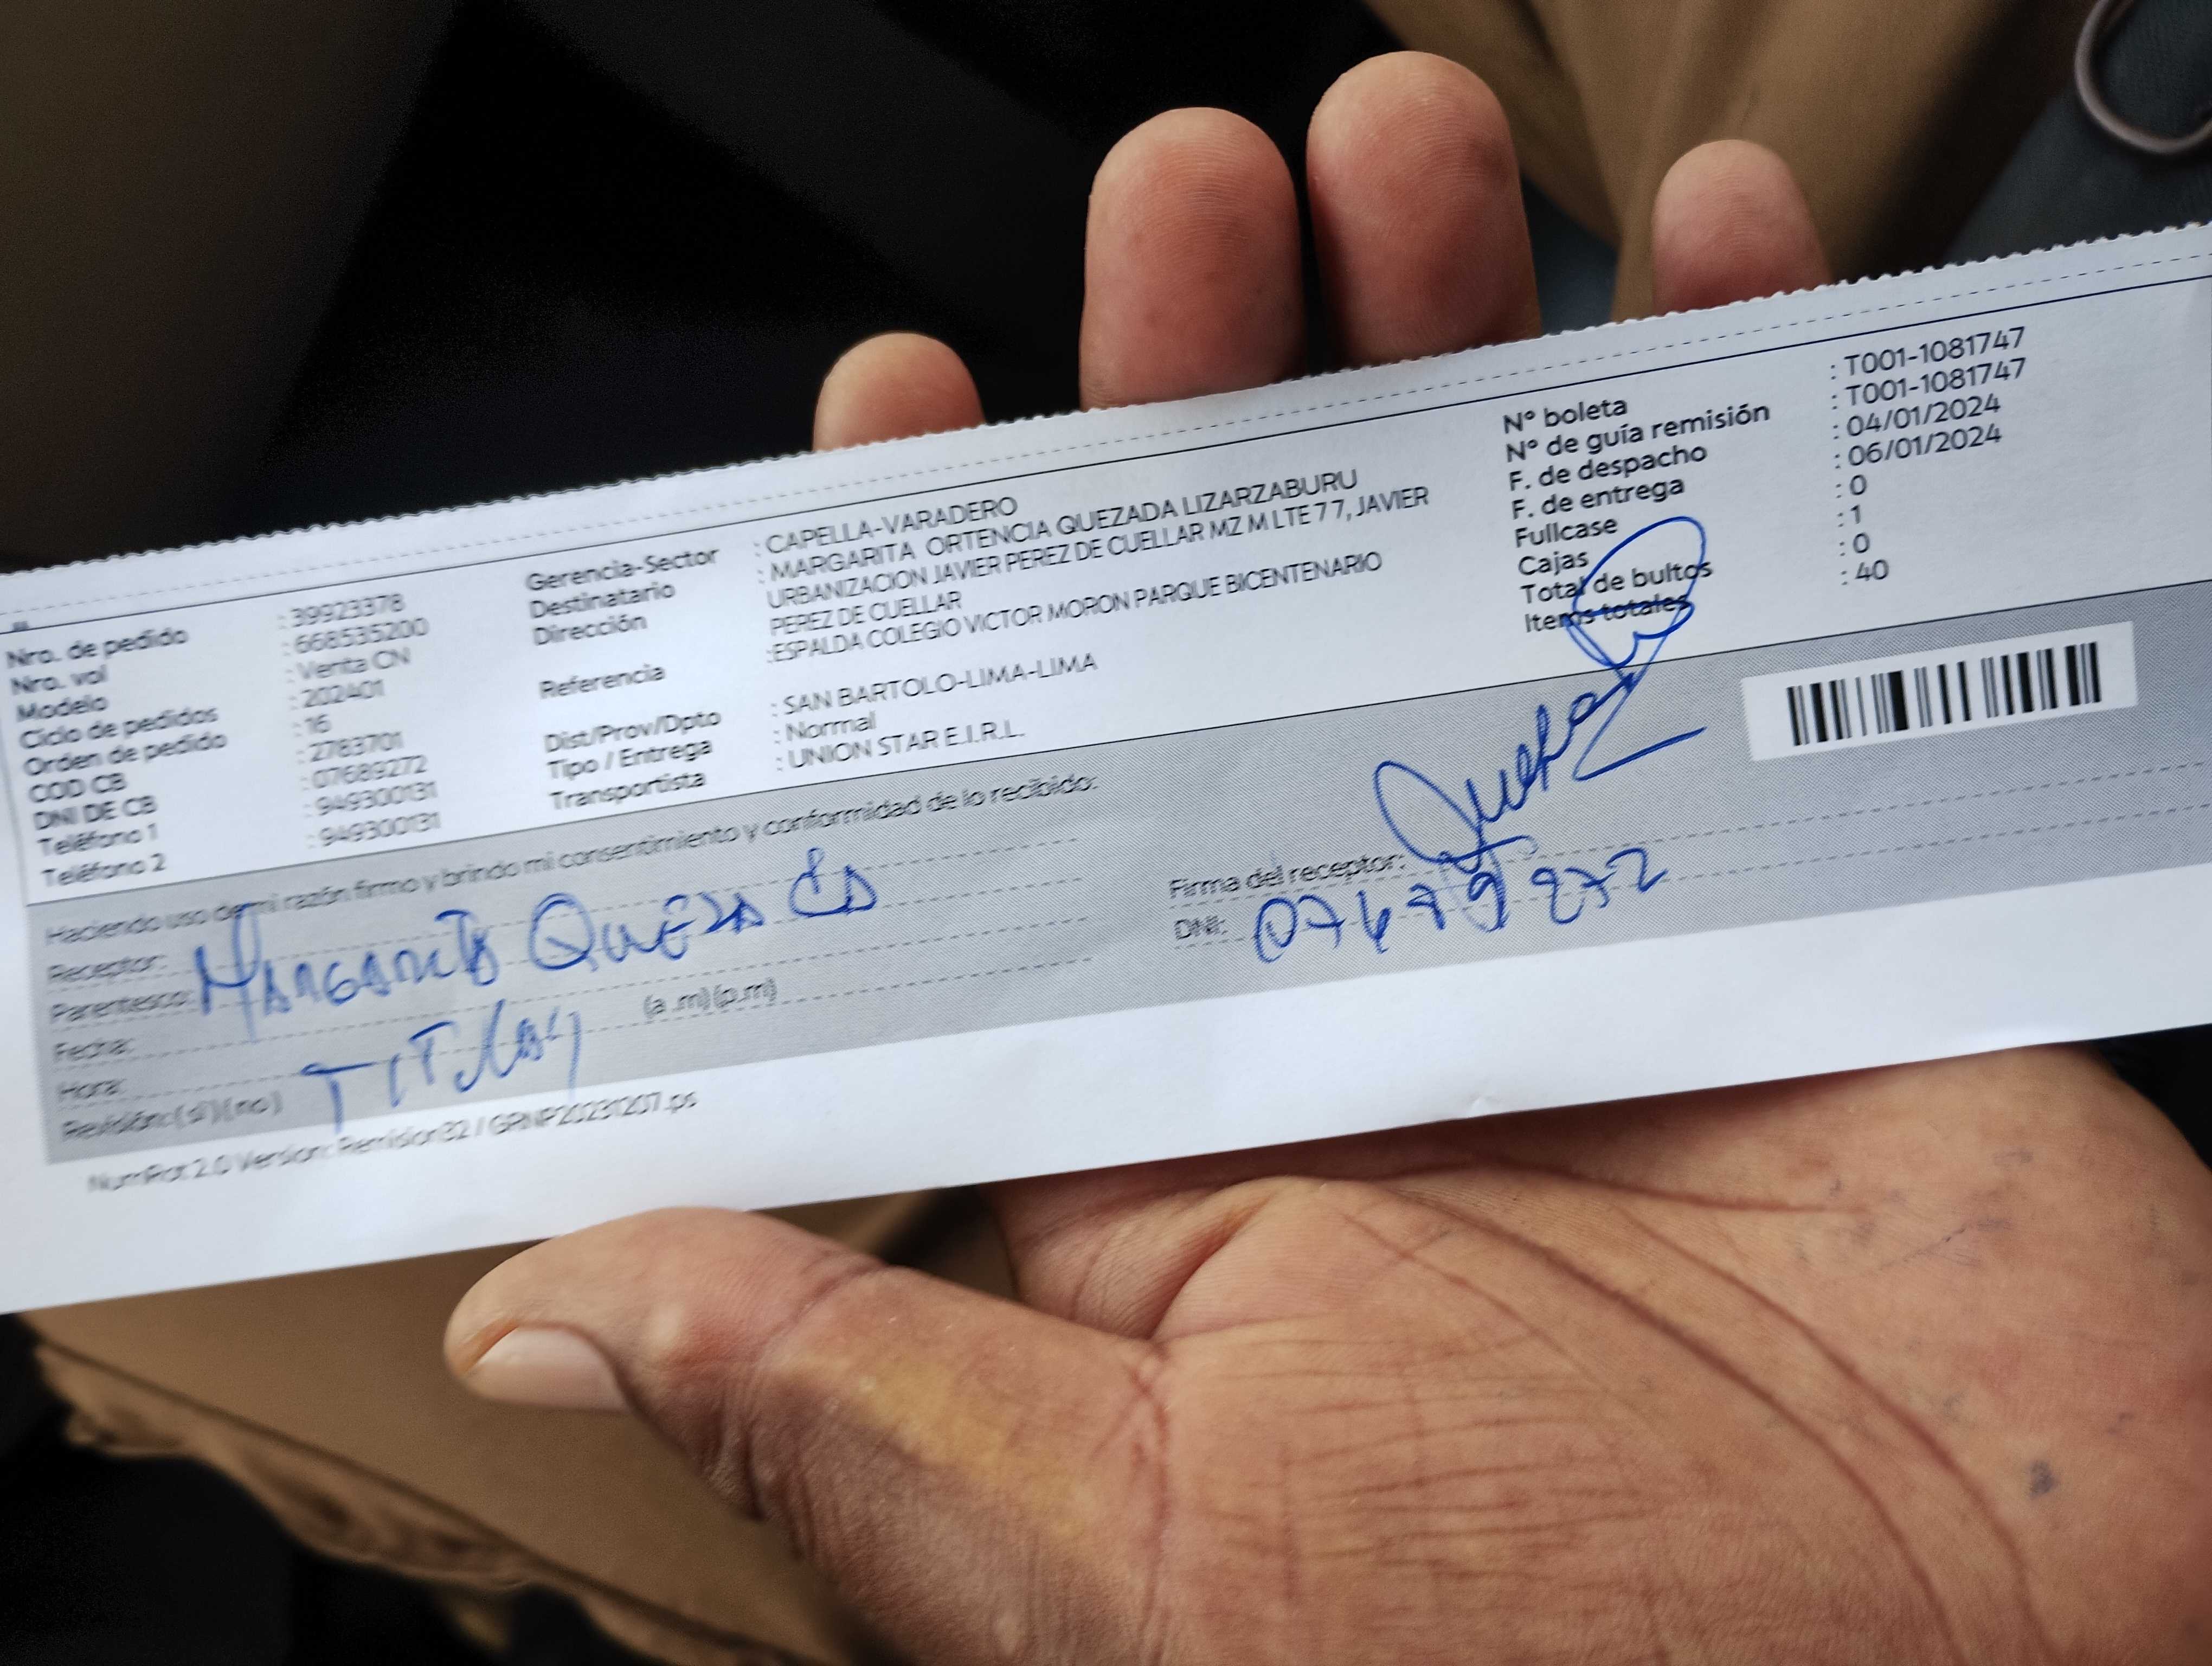 Nro. de pedido : 39923378
Nro. vol : 668535200
Modelo : Venta CN
Ciclo de pedidos : 202401
Orden de pedido : 16
COD CB : 2783701
DNI DE CB : 07689272
Teléfono 1 : 949300131
Teléfono 2 : 949300131
Gerencia-Sector : CAPELLA-VARADERO
Destinatario : MARGARITA ORTENCIA QUEZADA LIZARZABURU
Dirección URBANIZACION JAVIER PEREZ DE CUELLAR MZ M LTE 7 7, JAVIER
PEREZ DE CUELLAR
Referencia :ESPALDA COLEGIO VICTOR MORON PARQUE BICENTENARIO
Dist/Prov/Dpto : SAN BARTOLO-LIMA-LIMA
Tipo / Entrega : Normal
Transportista : UNION STAR E.I.R.L.
N° boleta : T001-1081747
N° de guía remisión : T001-1081747
F. de despacho : 04/01/2024
F. de entrega : 06/01/2024
Fullcase : 0
Cajas : 1
Total de bultos : 0
Items totales : 40
Haciendo uso de mi razón firmo y brindo mi consentimiento y conformidad de lo recibido:
Receptor: MARGARITA QUEZADA
Parentesco:
Fecha:
Hora: (a .m) (p.m)
Revisión: (si) (no) TITULAR
Firma del receptor:
DNI:
NumRot 2.0 Version: Remision32 / GRNP20231207.ps